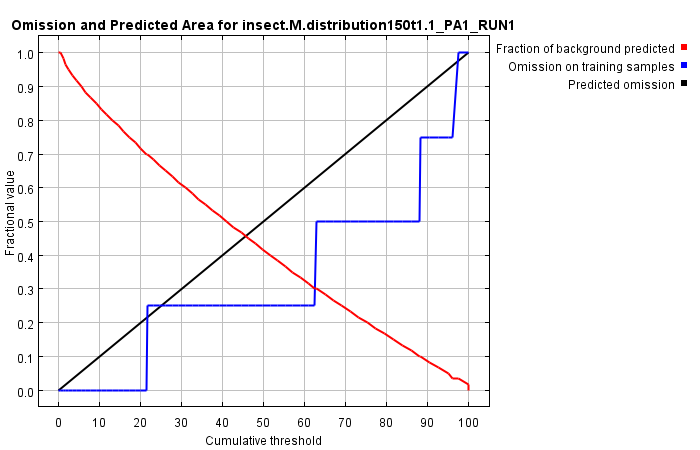 Omission and Predicted Area for insect.M.distribution150t1.1_PA1_RUN1
Fraction of background predicted
Omission on training samples
Predicted omission
Fractional value
1.0
0.9
0.8
0.7
0.6
0.5
0.4
0.3
0.2
0.1
0.0
0 10 20 30 40 50 60 70 80 90 100
Cumulative threshold